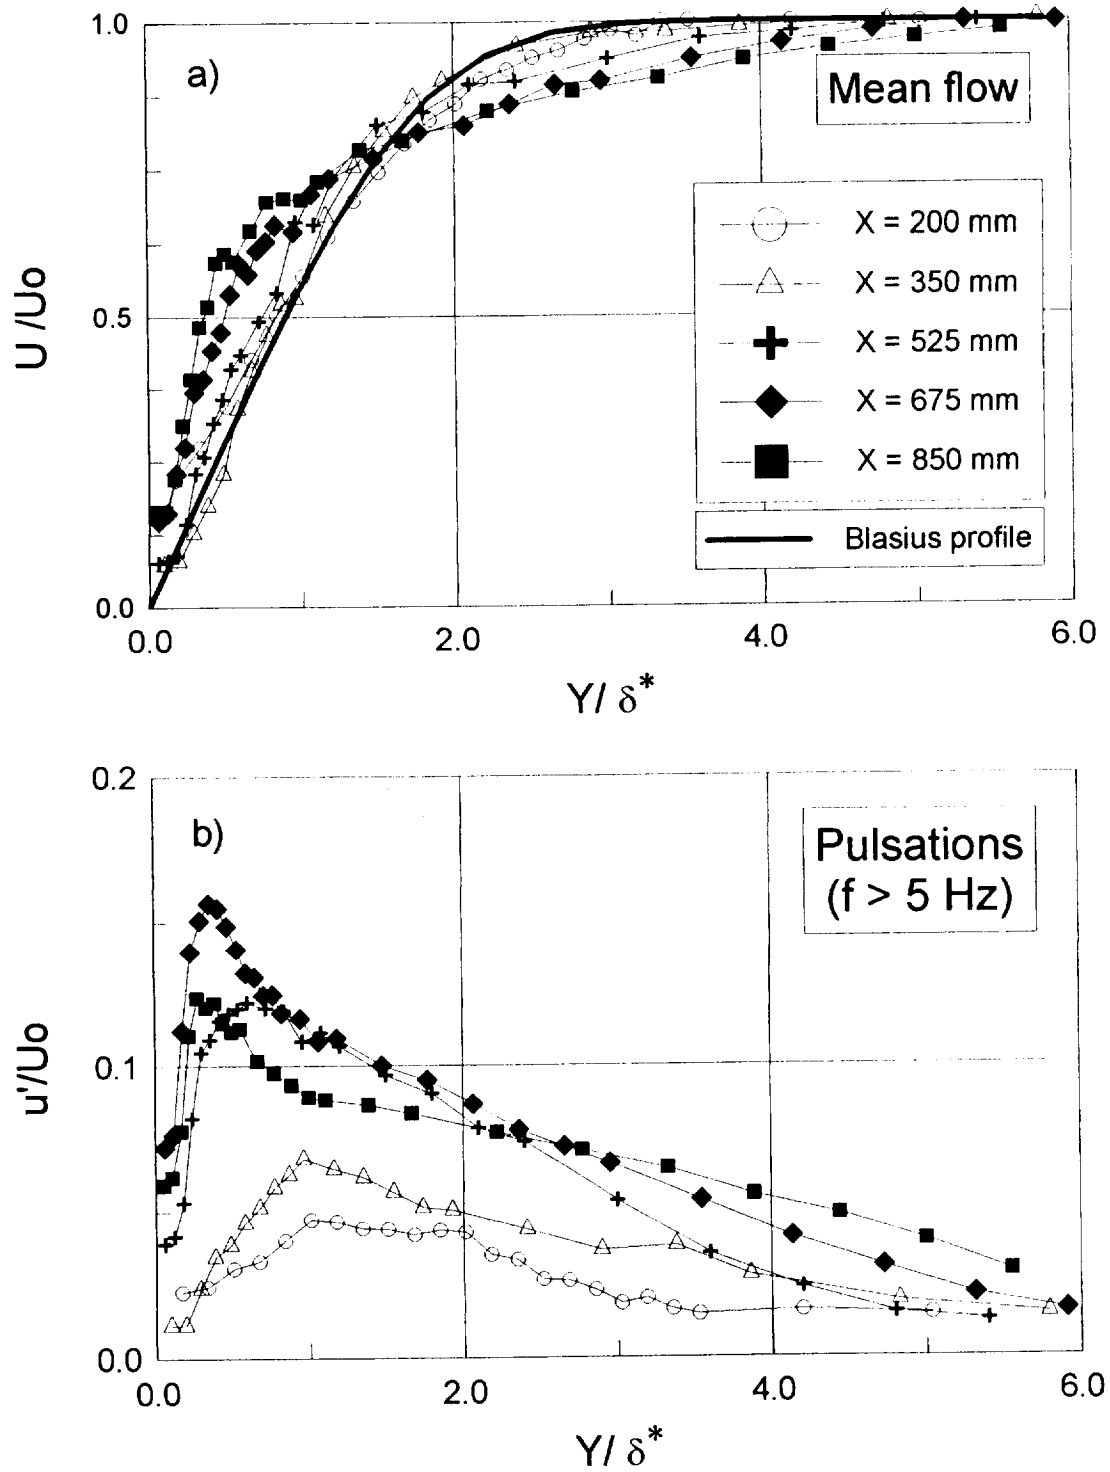 1.0
a)
Mean flow
X = 200 mm
X = 350 mm
X = 525 mm
X = 675 mm
X = 850 mm
Blasius profile
U /Uo
0.5
0.0
0.0 2.0 4.0 6.0
Y/ δ*
0.2
b)
Pulsations
(f > 5 Hz)
u'/Uo
0.1
0.0
0.0 2.0 4.0 6.0
Y/ δ*